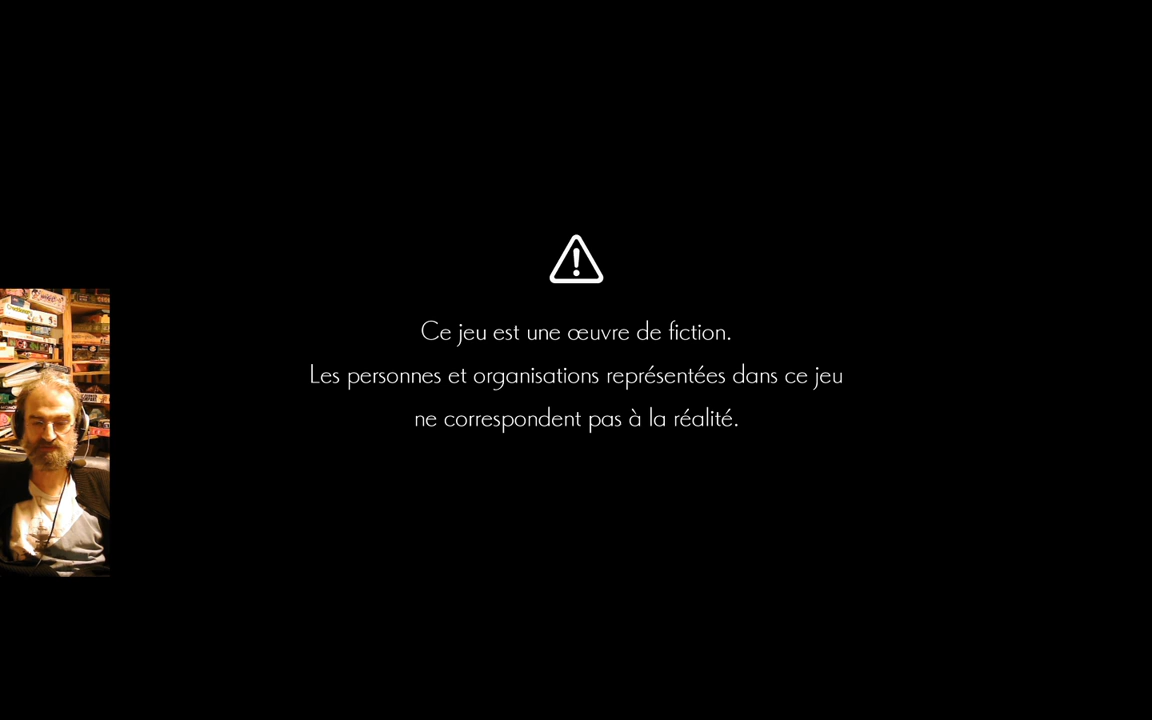 Ce jeu est une œuvre de fiction.
Les personnes et organisations représentées dans ce jeu
ne correspondent pas à la réalité.